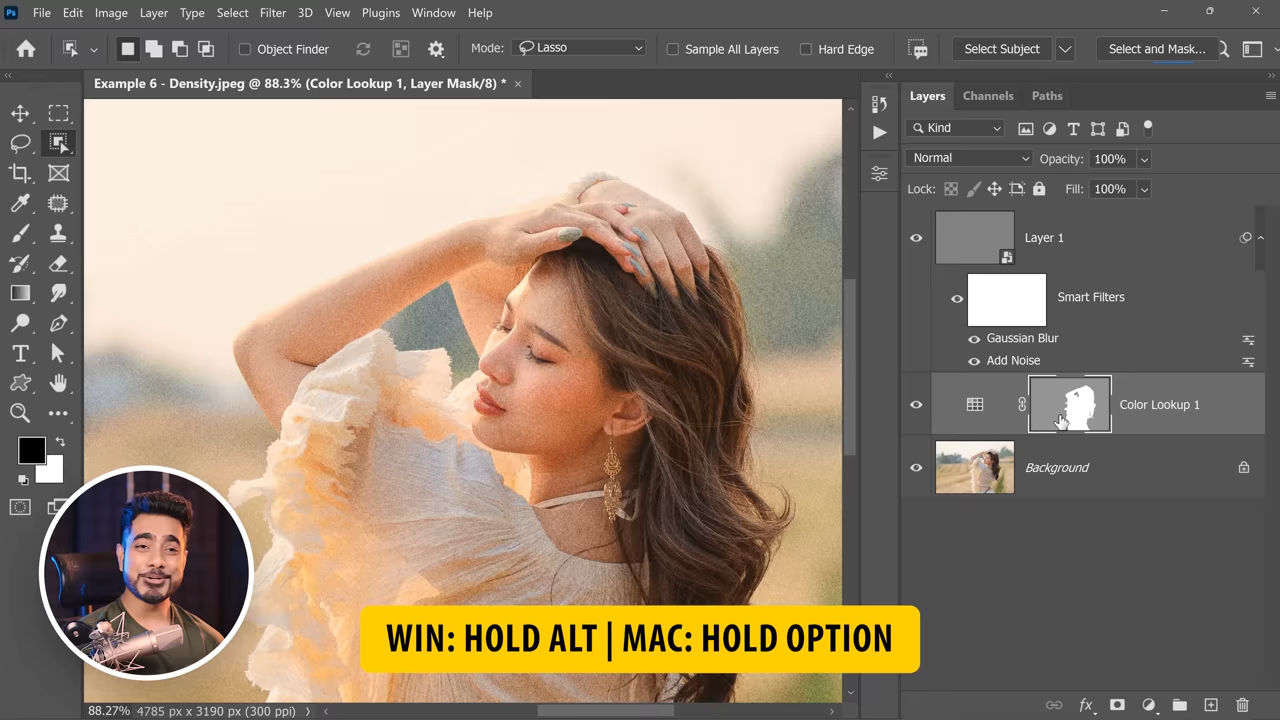 Ps File Edit Image Layer Type Select Filter 3D View Plugins Window Help
Object Finder Mode: Lasso Sample All Layers Hard Edge Select Subject Select and Mask...
Example 6 - Density.jpeg @ 88.3% (Color Lookup 1, Layer Mask/8) * ×
Layers Channels Paths
Kind
Normal Opacity: 100%
Lock: Fill: 100%
Layer 1
Smart Filters
Gaussian Blur
Add Noise
Color Lookup 1
Background
WIN: HOLD ALT | MAC: HOLD OPTION
88.27% 4785 px x 3190 px (300 ppi)